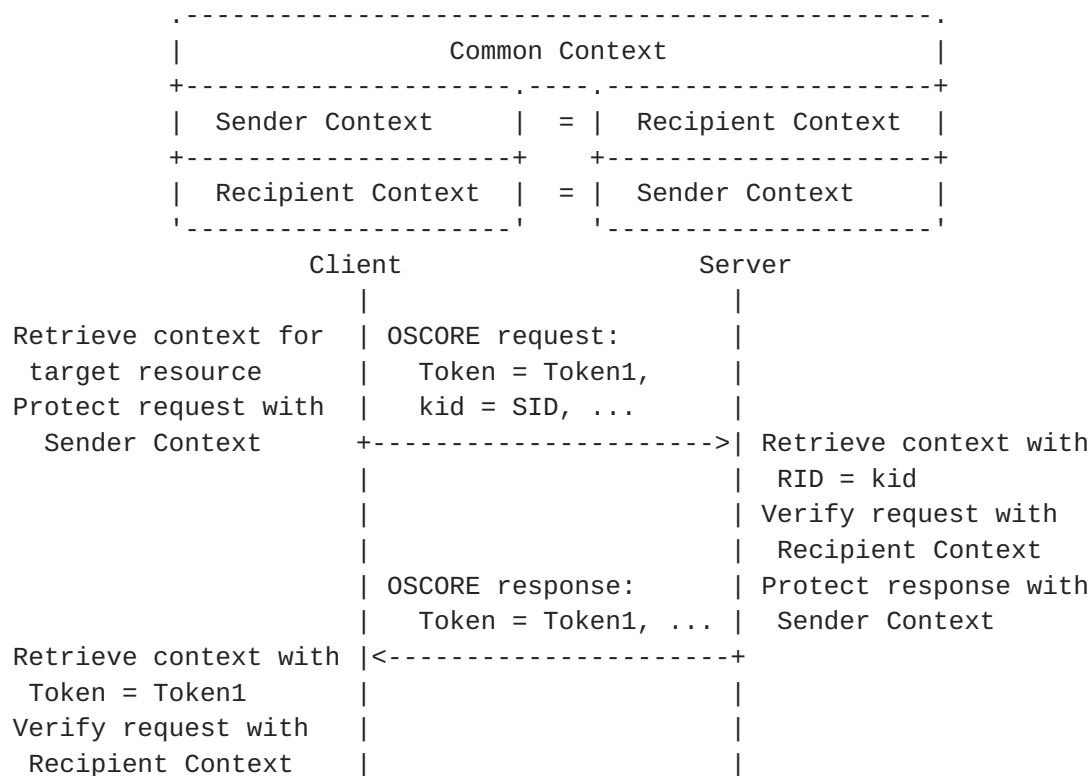 .------------------------------------------------.
|                 Common Context                 |
+---------------------.----.---------------------+
|  Sender Context     |  = |  Recipient Context  |
+---------------------+    +---------------------+
|  Recipient Context  |  = |  Sender Context     |
'---------------------'    '---------------------'
Client                   Server
|                       |
Retrieve context for  | OSCORE request:       |
target resource      |   Token = Token1,     |
Protect request with  |   kid = SID, ...      |
Sender Context      +---------------------->| Retrieve context with
|                       |  RID = kid
|                       | Verify request with
|                       |  Recipient Context
| OSCORE response:      | Protect response with
|   Token = Token1, ... |  Sender Context
Retrieve context with |<----------------------+
Token = Token1       |                       |
Verify request with   |                       |
Recipient Context    |                       |